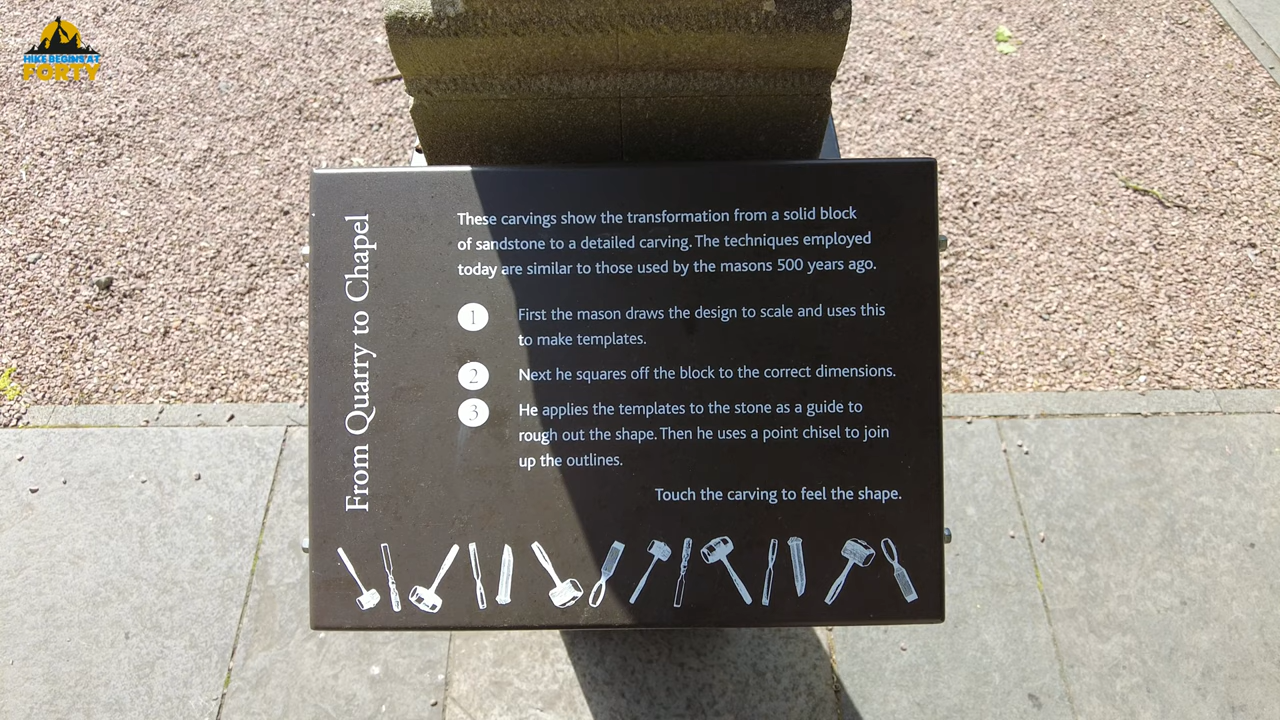 HIKE BEGINS AT
FORTY
From Quarry to Chapel
These carvings show the transformation from a solid block
of sandstone to a detailed carving. The techniques employed
today are similar to those used by the masons 500 years ago.
1 First the mason draws the design to scale and uses this
to make templates.
2 Next he squares off the block to the correct dimensions.
3 He applies the templates to the stone as a guide to
rough out the shape. Then he uses a point chisel to join
up the outlines.
Touch the carving to feel the shape.